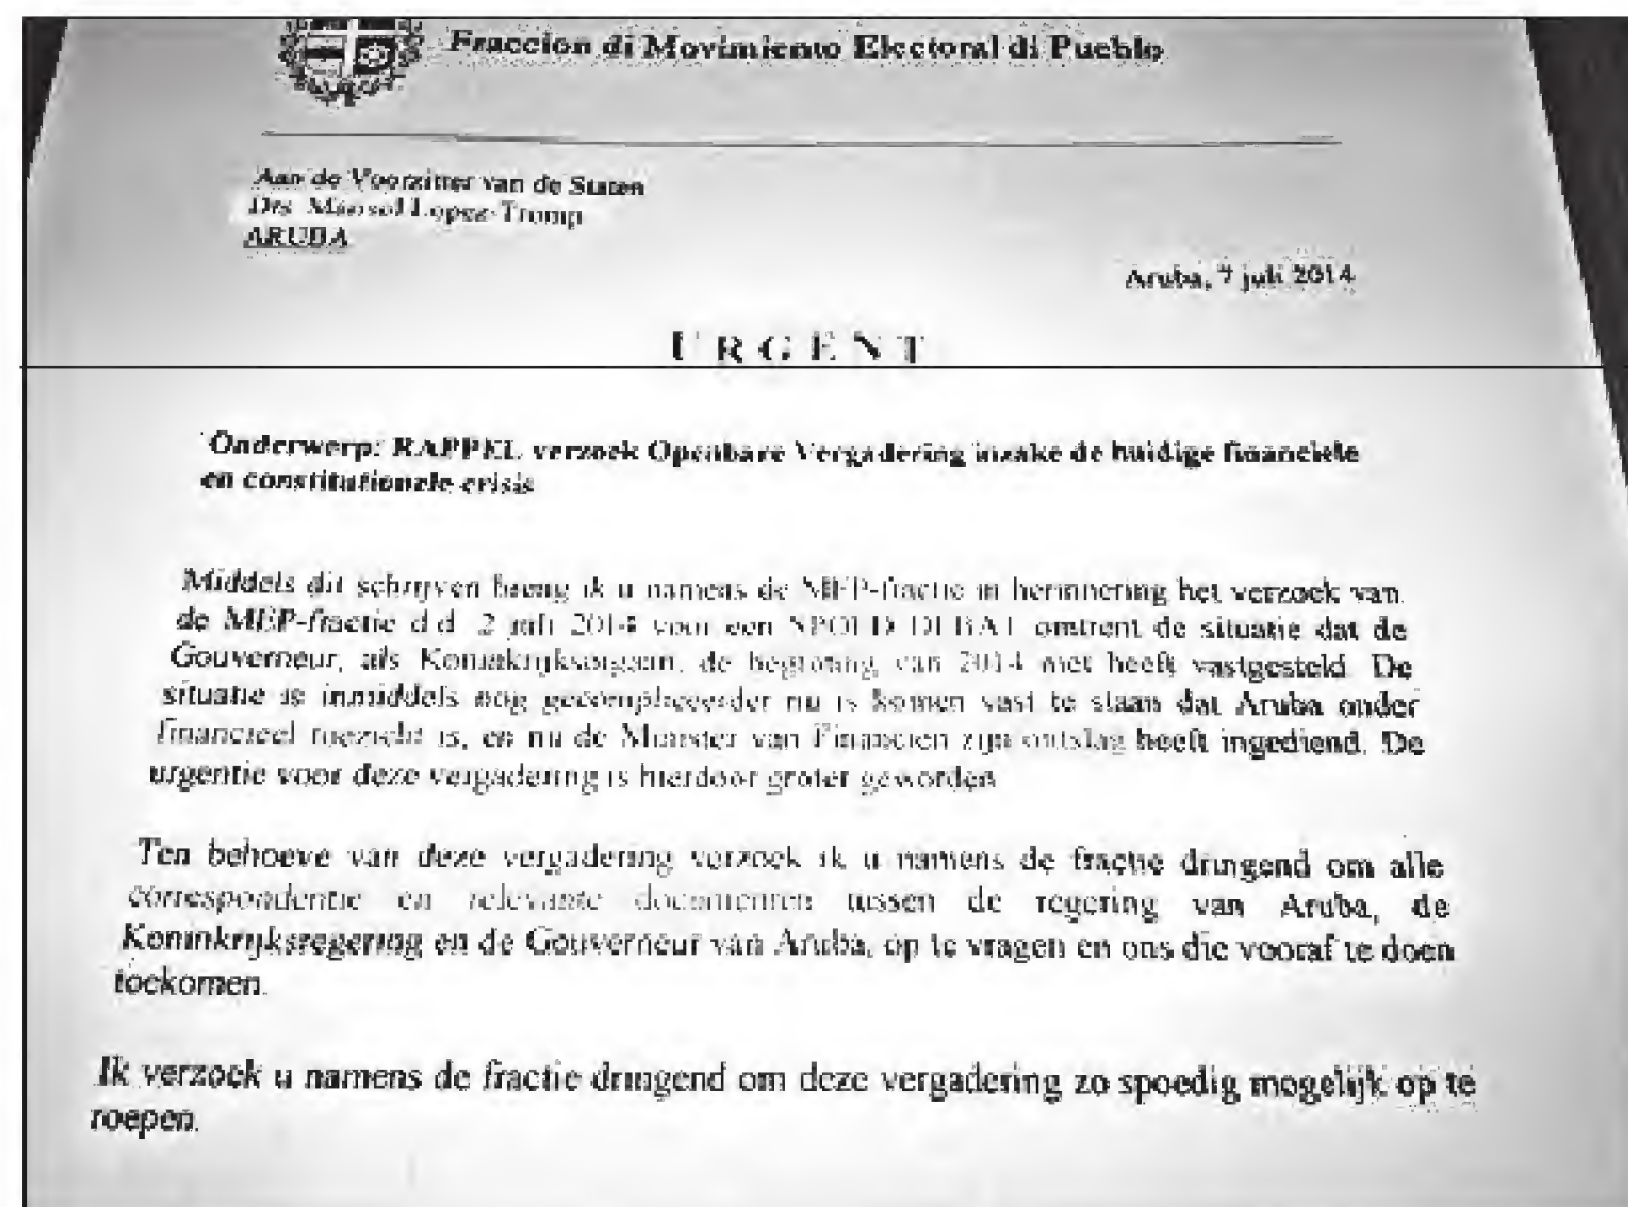 Fraccion di Movimiento Electoral di Pueblo
Aan de Voorzitter van de Staten
Drs. Marisol Lopez-Tromp
ARUBA
Aruba, 7 juli 2014
URGENT
Onderwerp: RAPPEL verzoek Openbare Vergadering inzake de huidige financiele
en constitutionele crisis
Middels dit schrijven breng ik u namens de MEP-fractie in herinnering het verzoek van
de MEP-fractie d.d. 2 juli 2014 voor een SPOED DEBAT omtrent de situatie dat de
Gouverneur, als Koninkrijksorgaan, de begroting van 2014 niet heeft vastgesteld. De
situatie is inmiddels nog gecompliceerder nu is komen vast te staan dat Aruba onder
financieel toezicht is, en nu de Minister van Financien zijn ontslag heeft ingediend. De
urgentie voor deze vergadering is hierdoor groter geworden
Ten behoeve van deze vergadering verzoek ik u namens de fractie dringend om alle
correspondentie en relevante documenten tussen de regering van Aruba, de
Koninkrijksregering en de Gouverneur van Aruba, op te vragen en ons die vooraf te doen
toekomen.
Ik verzoek u namens de fractie dringend om deze vergadering zo spoedig mogelijk op te
roepen.